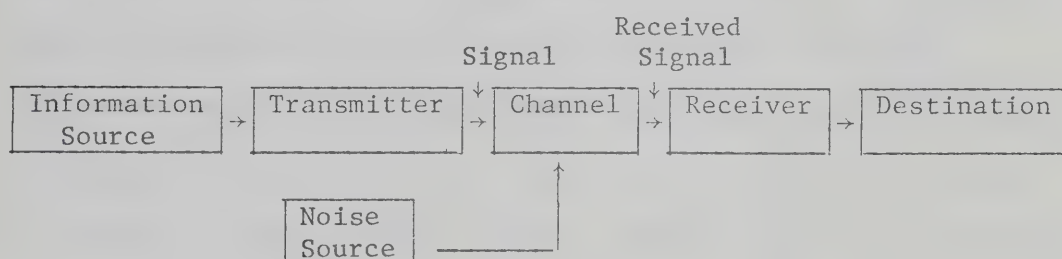 Received
Signal Signal
Information Transmitter Channel Receiver Destination
Source
Noise
Source